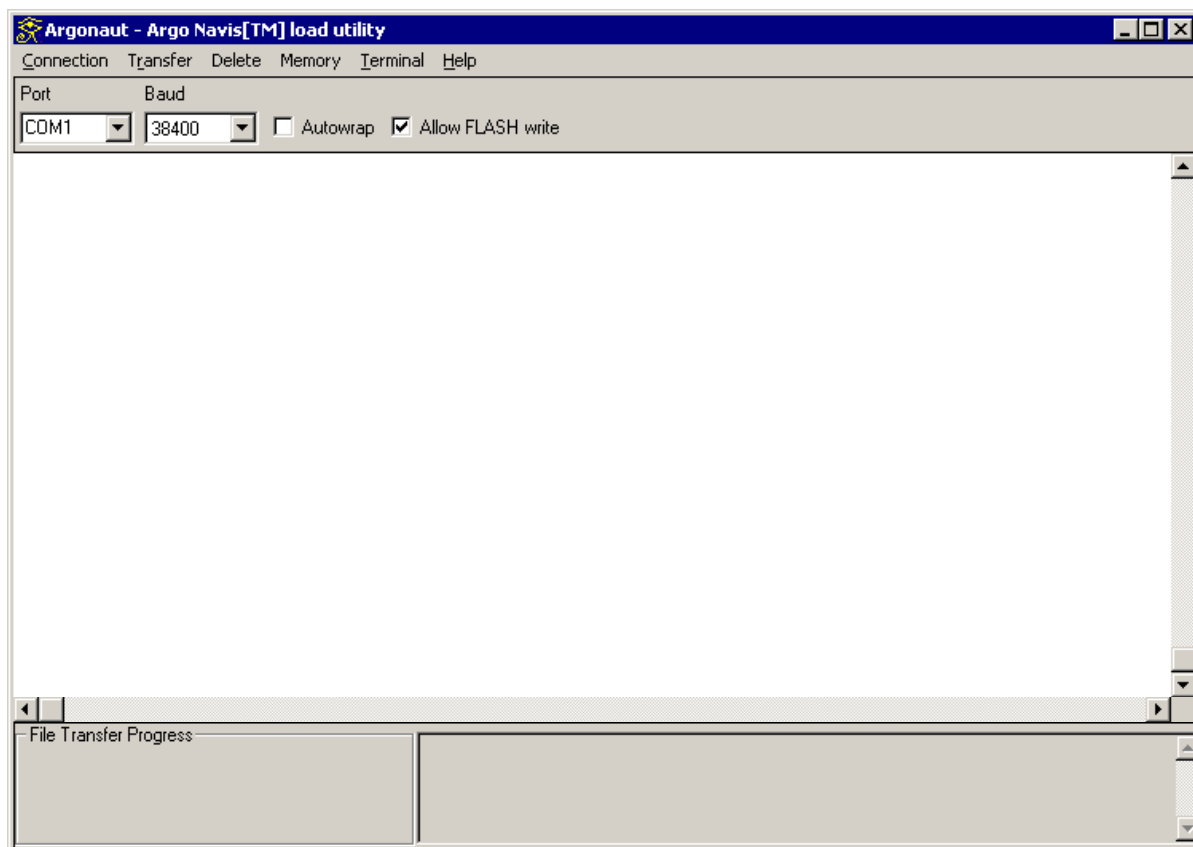 Argonaut - Argo Navis[TM] load utility
Connection Transfer Delete Memory Terminal Help
Port Baud
COM1 38400 Autowrap Allow FLASH write
File Transfer Progress